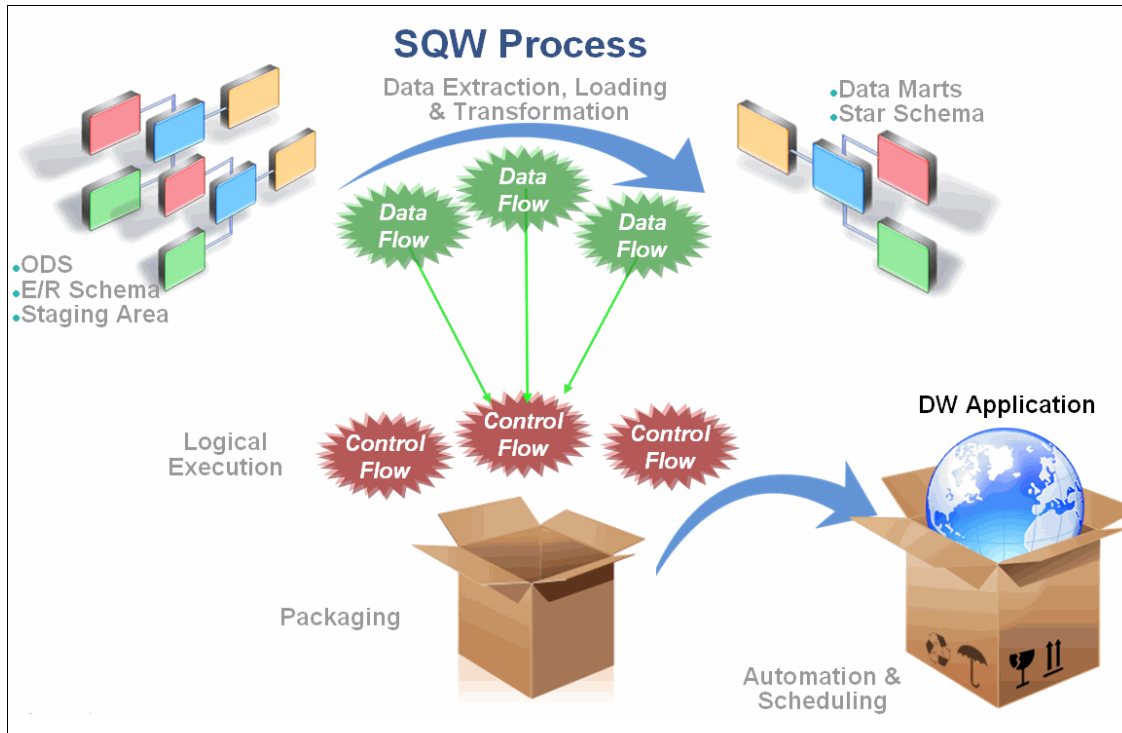 SQW Process
Data Extraction, Loading
& Transformation
•Data Marts
•Star Schema
Data
Flow
Data
Flow
Data
Flow
•ODS
•E/R Schema
•Staging Area
Logical
Execution
Control
Flow
Control
Flow
Control
Flow
DW Application
Packaging
Automation &
Scheduling